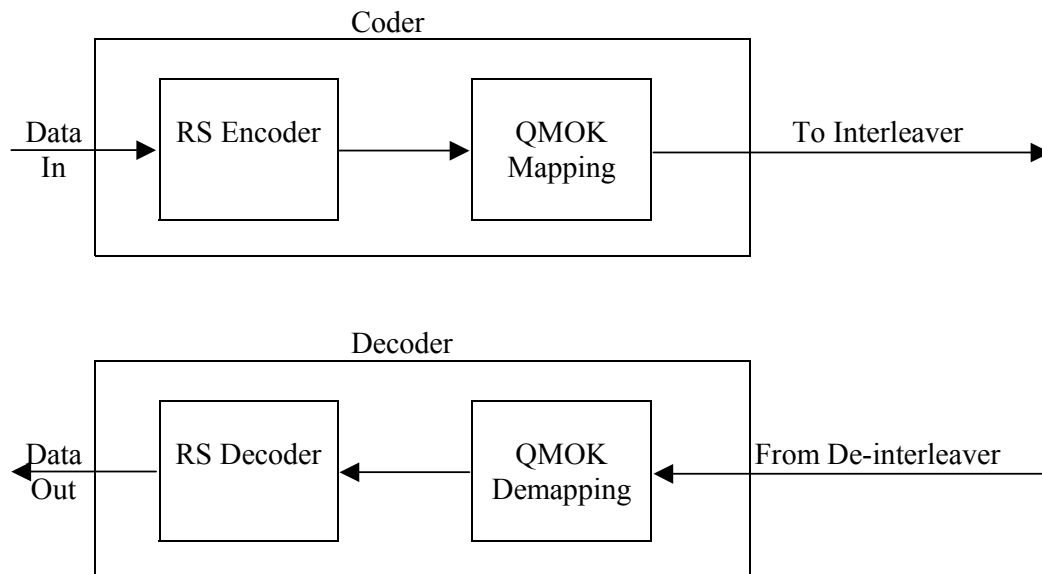 Coder
Data
In
RS Encoder
QMOK
Mapping
To Interleaver
Decoder
Data
Out
RS Decoder
QMOK
Demapping
From De-interleaver